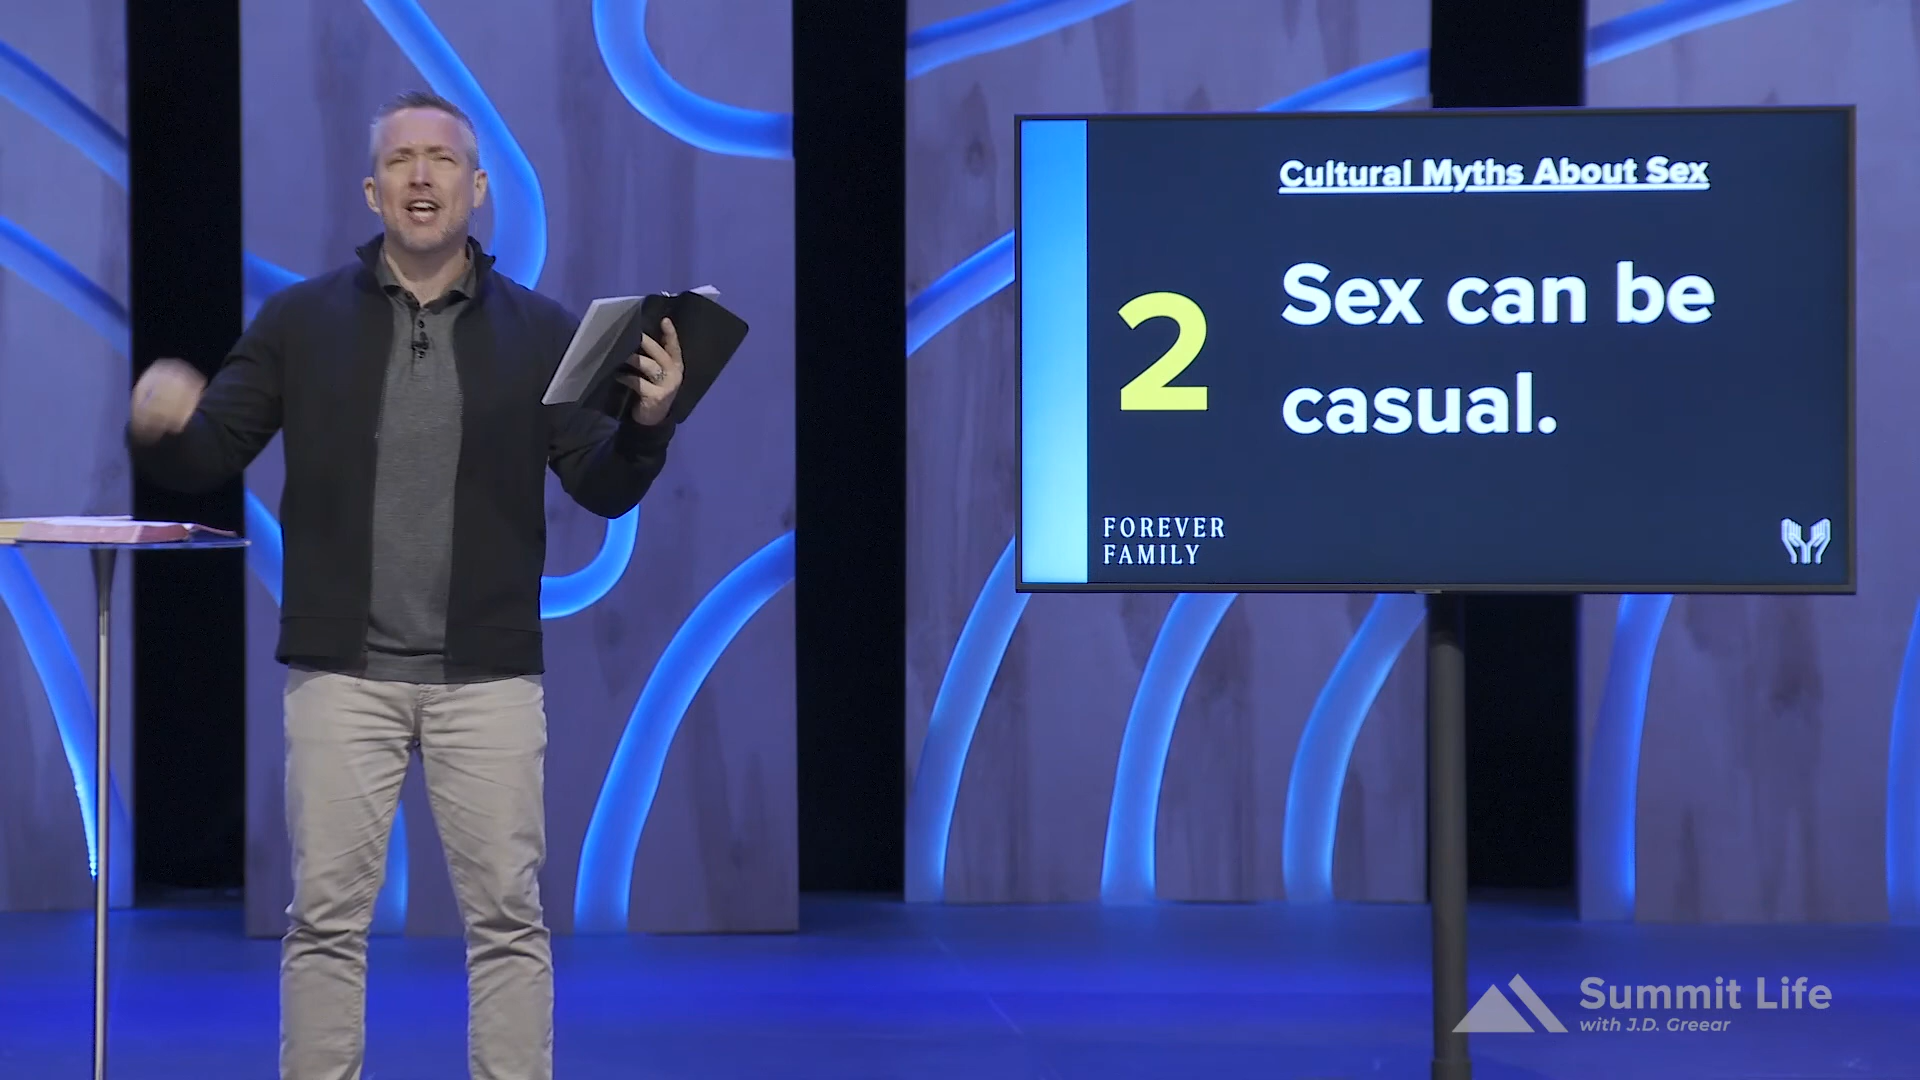 Cultural Myths About Sex
2
Sex can be
casual.
FOREVER
FAMILY
Summit Life
with J.D. Greear